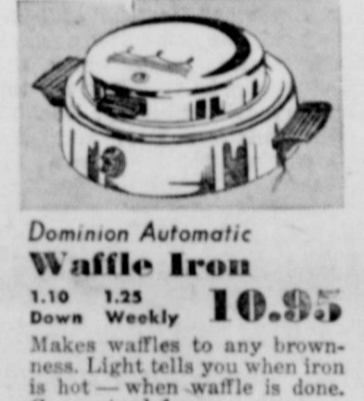 Dominion Automatic
Waffle Iron
1.10 1.25 10.95
Down Weekly
Makes waffles to any brown-
ness. Light tells you when iron
is hot — when waffle is done.